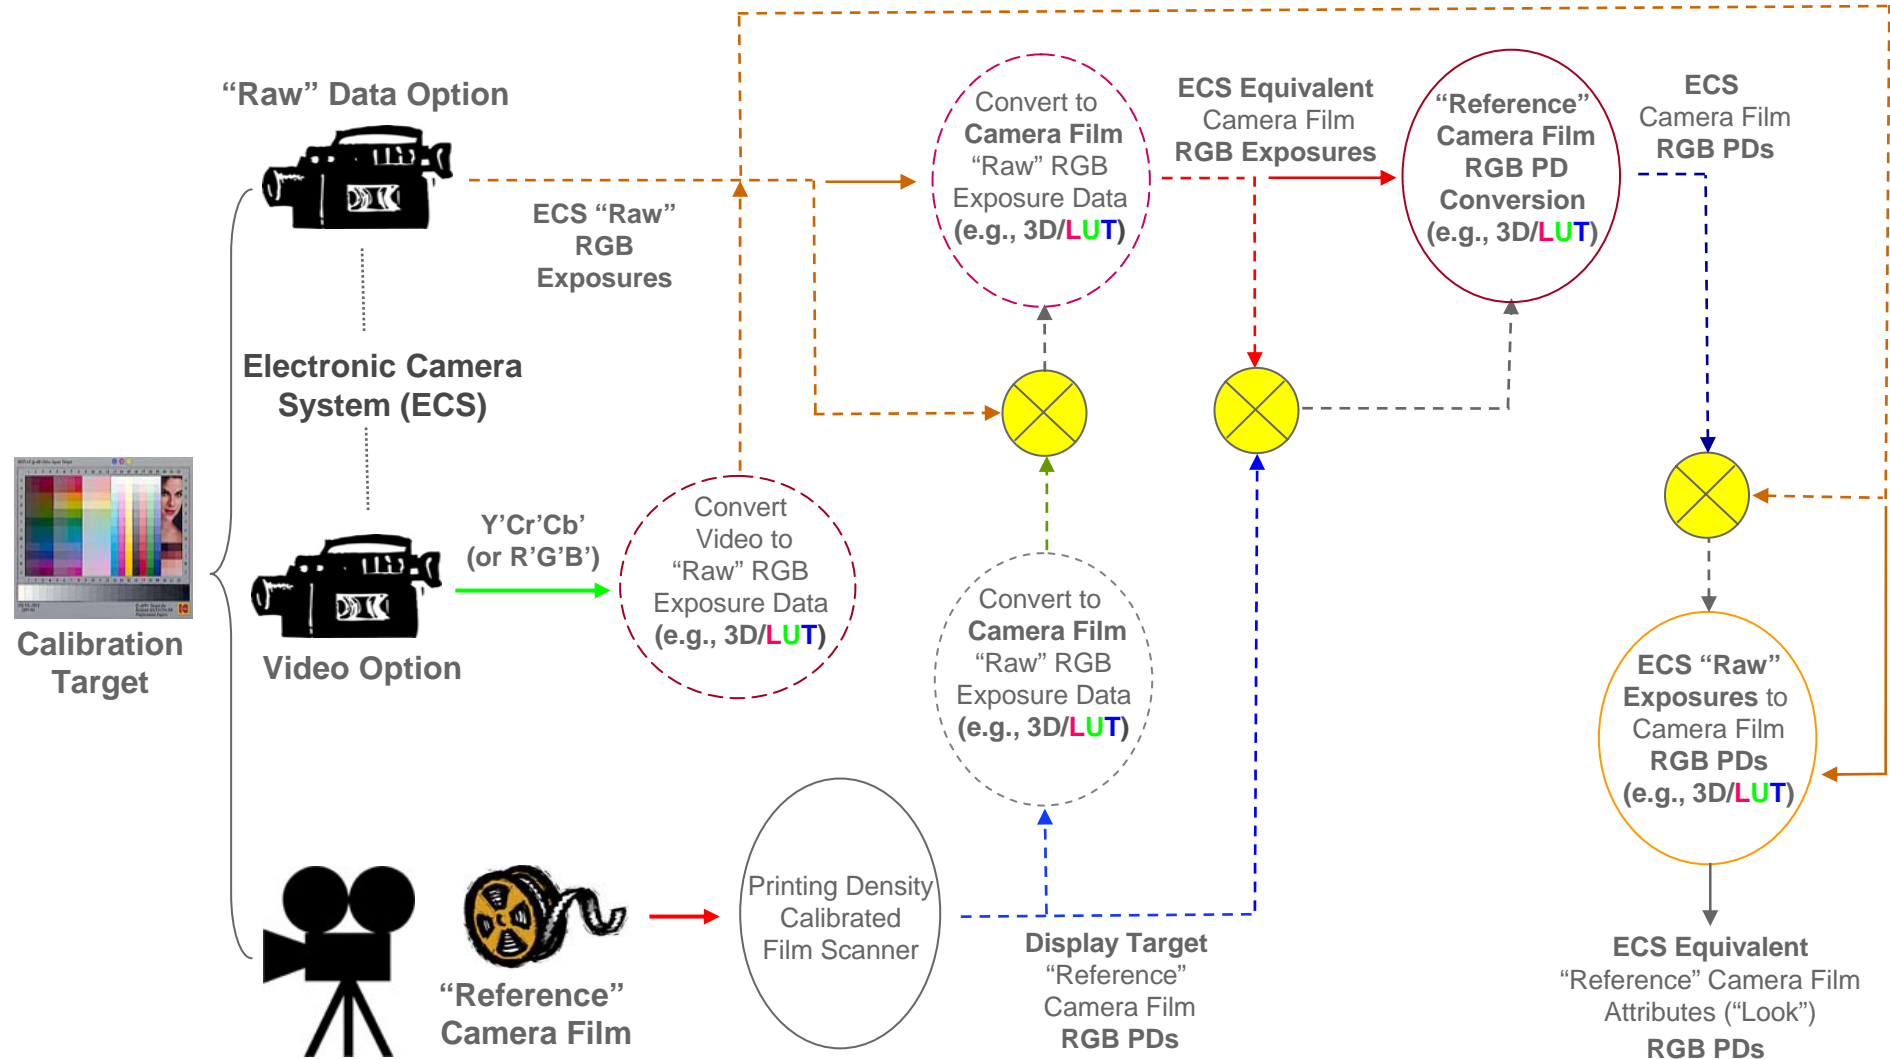 “Raw” Data Option
ECS “Raw”
RGB
Exposures
Electronic Camera
System (ECS)
Calibration
Target
Video Option
Y’Cr’Cb’
(or R’G’B’)
Convert
Video to
“Raw” RGB
Exposure Data
(e.g., 3D/LUT)
“Reference”
Camera Film
Printing Density
Calibrated
Film Scanner
Display Target
“Reference”
Camera Film
RGB PDs
Convert to
Camera Film
“Raw” RGB
Exposure Data
(e.g., 3D/LUT)
Convert to
Camera Film
“Raw” RGB
Exposure Data
(e.g., 3D/LUT)
ECS Equivalent
Camera Film
RGB Exposures
“Reference”
Camera Film
RGB PD
Conversion
(e.g., 3D/LUT)
ECS
Camera Film
RGB PDs
ECS “Raw”
Exposures to
Camera Film
RGB PDs
(e.g., 3D/LUT)
ECS Equivalent
“Reference” Camera Film
Attributes (“Look”)
RGB PDs